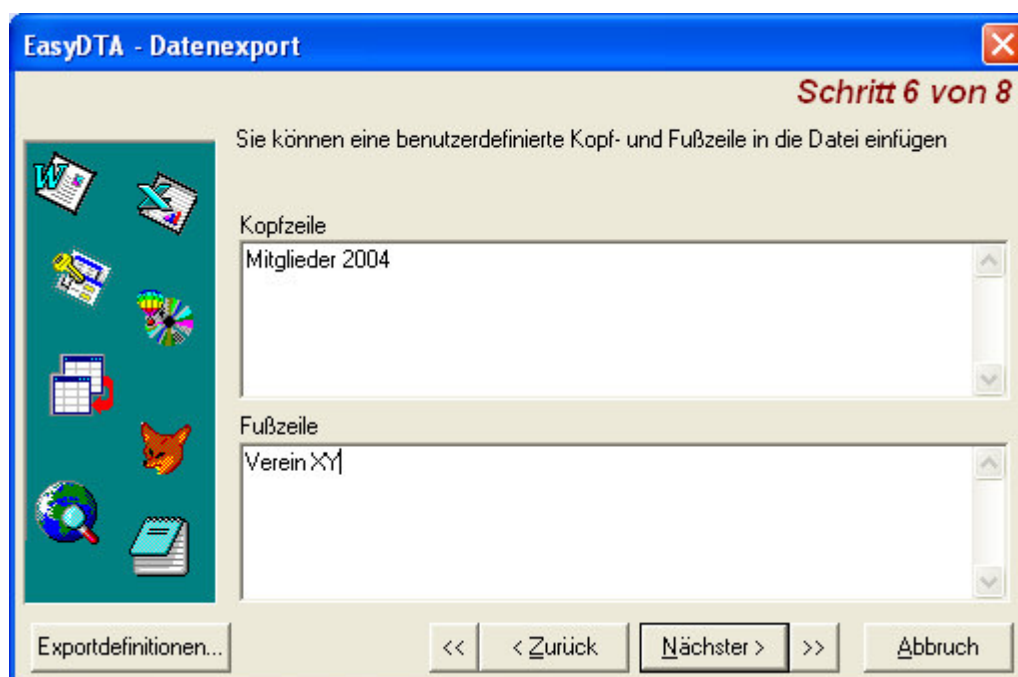 EasyDTA - Datenexport
Schritt 6 von 8
Sie können eine benutzerdefinierte Kopf- und Fußzeile in die Datei einfügen
Kopfzeile
Mitglieder 2004
Fußzeile
Verein XY
Exportdefinitionen... << < Zurück Nächster > >> Abbruch